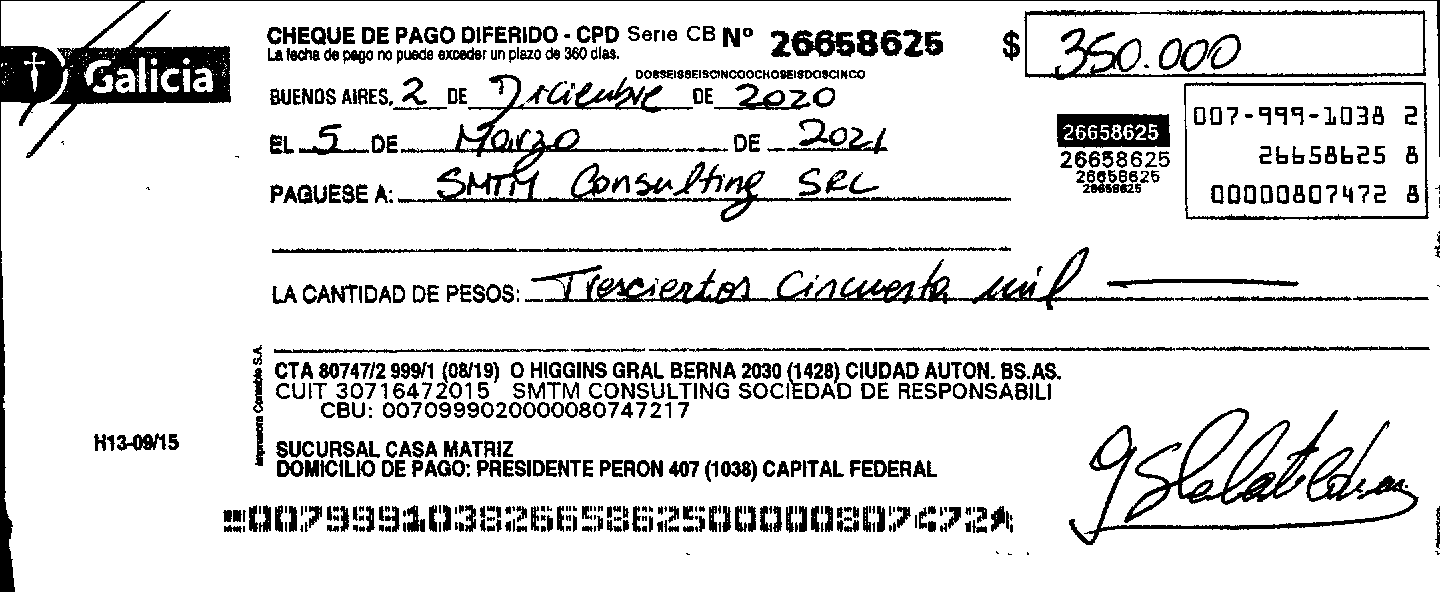 Galicia
CHEQUE DE PAGO DIFERIDO - CPD Serie CB Nº 26658625
La fecha de pago no puede exceder un plazo de 360 días.
DOSSEISSEISCINCOOCHOSEISDOSCINCO
$ 350.000
BUENOS AIRES, 2 DE Diciembre DE 2020
EL 5 DE Marzo DE 2021
PAGUESE A: SMTM Consulting SRL
26658625
26658625
26658625
26658625
007-999-1038 2
26658625 8
00000807472 8
LA CANTIDAD DE PESOS: Trescientos Cincuenta mil
CTA 80747/2 999/1 (08/19) O HIGGINS GRAL BERNA 2030 (1428) CIUDAD AUTON. BS.AS.
CUIT 30716472015 SMTM CONSULTING SOCIEDAD DE RESPONSABILI
CBU: 0070999020000080747217
Impresora Contable S.A.
H13-09/15
SUCURSAL CASA MATRIZ
DOMICILIO DE PAGO: PRESIDENTE PERON 407 (1038) CAPITAL FEDERAL
00799910382665862500000807472